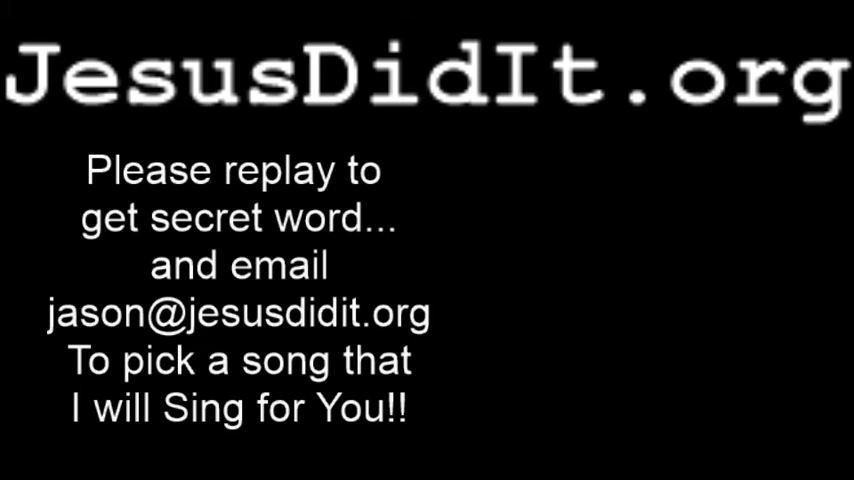 JesusDidIt.org
Please replay to
get secret word...
and email
jason@jesusdidit.org
To pick a song that
I will Sing for You!!